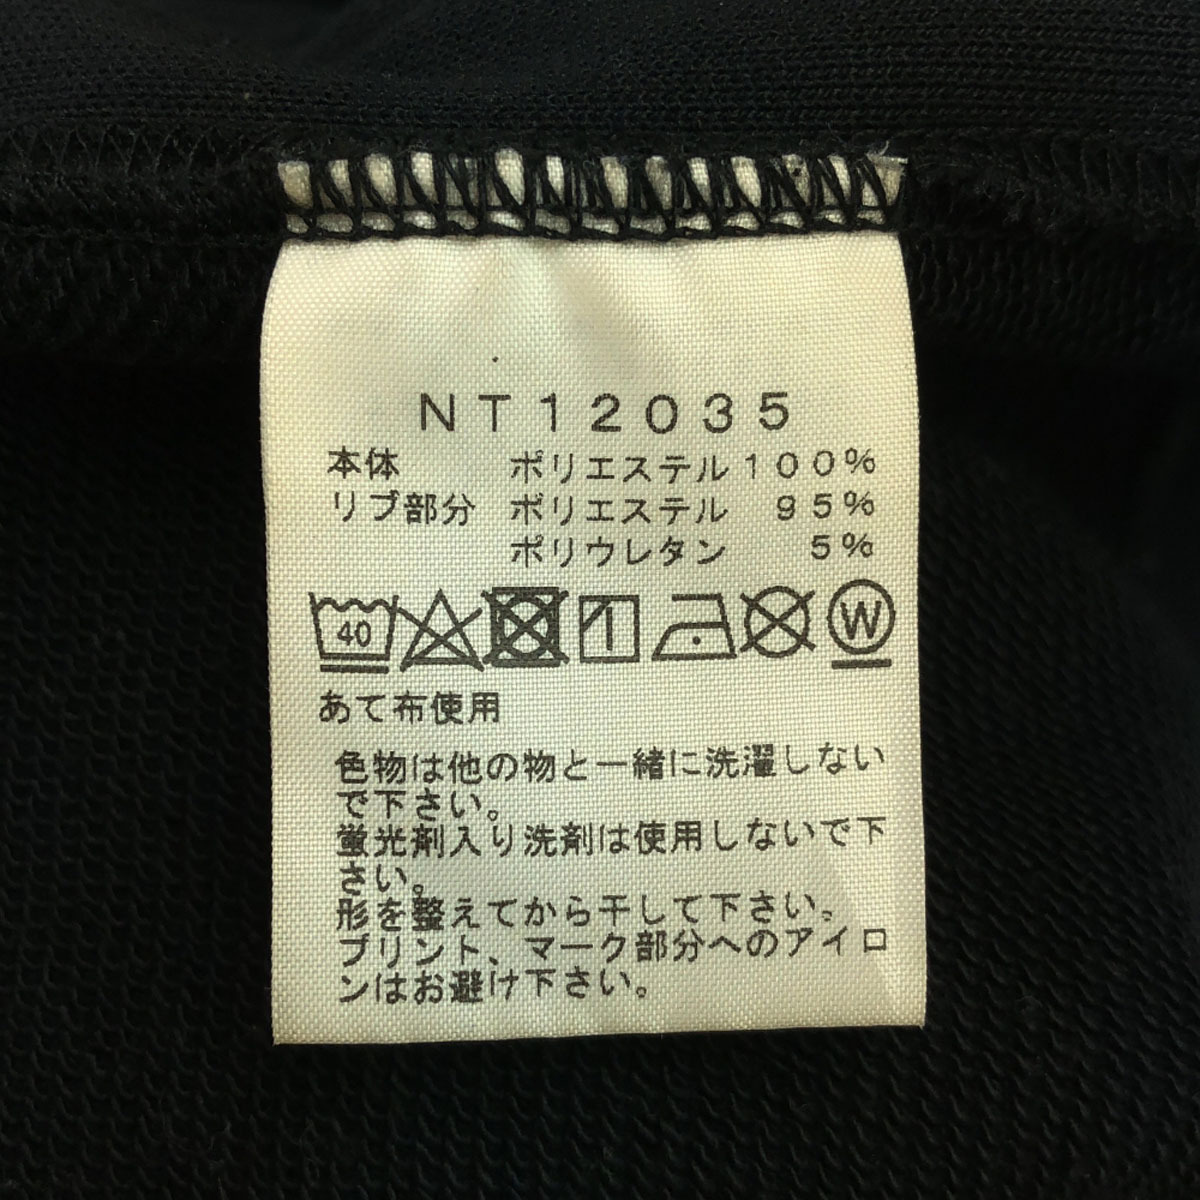 NT12035
本体 ポリエステル100%
リブ部分 ポリエステル 95%
ポリウレタン 5%
40 W
あて布使用
色物は他の物と一緒に洗濯しない
で下さい。
蛍光剤入り洗剤は使用しないで下
さい。
形を整えてから干して下さい。
プリント、マーク部分へのアイロ
ンはお避け下さい。